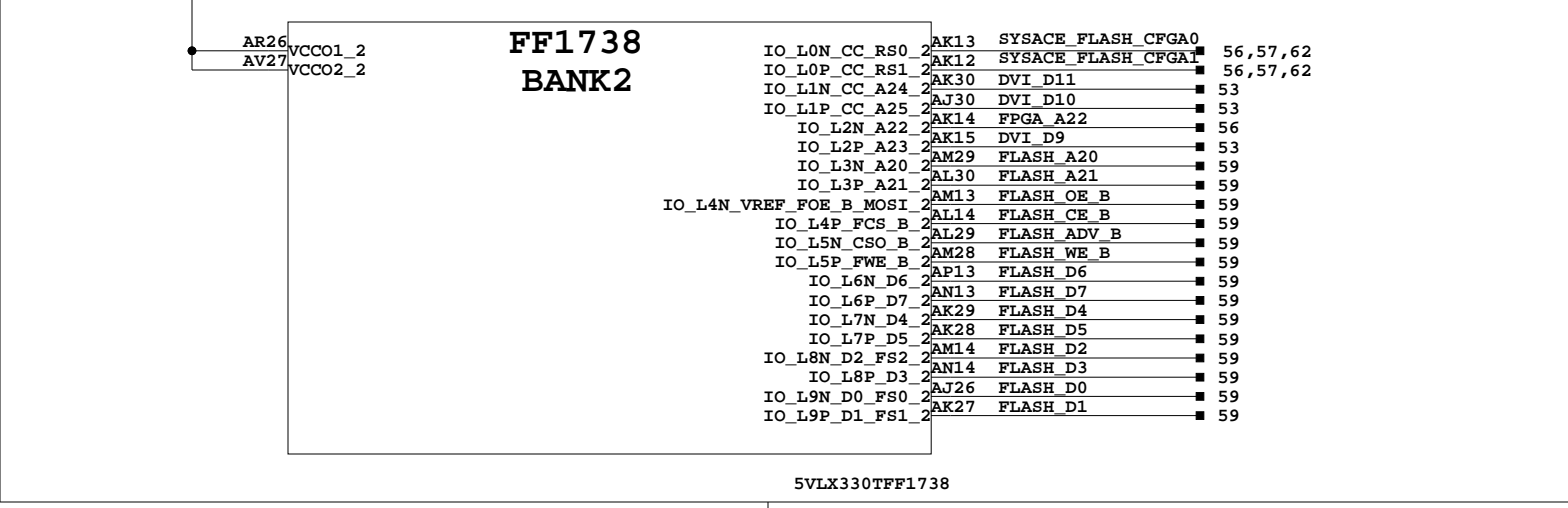 FF1738
BANK2
AR26 VCCO1_2
AV27 VCCO2_2
IO_L0N_CC_RS0_2 AK13 SYSACE_FLASH_CFGA0 56,57,62
IO_L0P_CC_RS1_2 AK12 SYSACE_FLASH_CFGA1 56,57,62
IO_L1N_CC_A24_2 AK30 DVI_D11 53
IO_L1P_CC_A25_2 AJ30 DVI_D10 53
IO_L2N_A22_2 AK14 FPGA_A22 56
IO_L2P_A23_2 AK15 DVI_D9 53
IO_L3N_A20_2 AM29 FLASH_A20 59
IO_L3P_A21_2 AL30 FLASH_A21 59
IO_L4N_VREF_FOE_B_MOSI_2 AM13 FLASH_OE_B 59
IO_L4P_FCS_B_2 AL14 FLASH_CE_B 59
IO_L5N_CSO_B_2 AL29 FLASH_ADV_B 59
IO_L5P_FWE_B_2 AM28 FLASH_WE_B 59
IO_L6N_D6_2 AP13 FLASH_D6 59
IO_L6P_D7_2 AN13 FLASH_D7 59
IO_L7N_D4_2 AK29 FLASH_D4 59
IO_L7P_D5_2 AK28 FLASH_D5 59
IO_L8N_D2_FS2_2 AM14 FLASH_D2 59
IO_L8P_D3_2 AN14 FLASH_D3 59
IO_L9N_D0_FS0_2 AJ26 FLASH_D0 59
IO_L9P_D1_FS1_2 AK27 FLASH_D1 59
5VLX330TFF1738